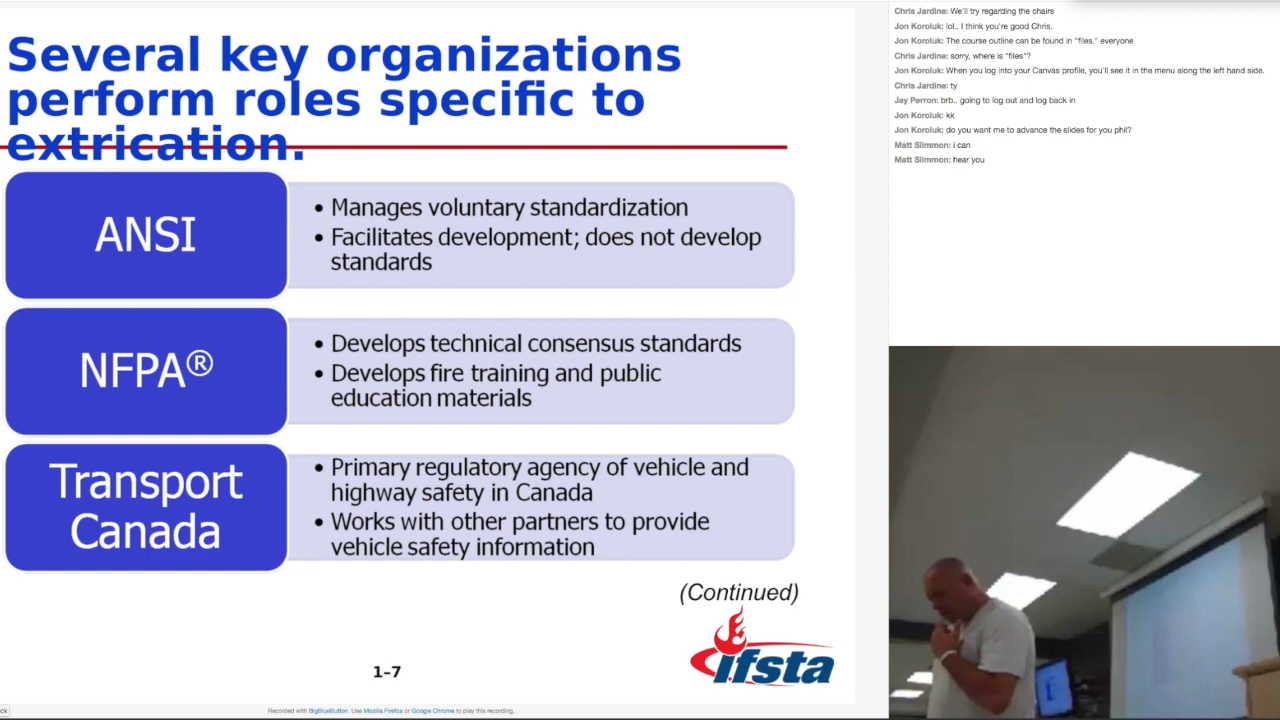 Several key organizations
perform roles specific to
extrication.
ANSI
• Manages voluntary standardization
• Facilitates development; does not develop
standards
NFPA®
• Develops technical consensus standards
• Develops fire training and public
education materials
Transport
Canada
• Primary regulatory agency of vehicle and
highway safety in Canada
• Works with other partners to provide
vehicle safety information
(Continued)
ifsta
1-7
ck
Recorded with BigBlueButton. Use Mozilla Firefox or Google Chrome to play this recording.
Chris Jardine: We'll try regarding the chairs
Jon Koroluk: lol.. I think you're good Chris.
Jon Koroluk: The course outline can be found in "files." everyone
Chris Jardine: sorry, where is "files"?
Jon Koroluk: When you log into your Canvas profile, you'll see it in the menu along the left hand side.
Chris Jardine: ty
Jay Perron: brb.. going to log out and log back in
Jon Koroluk: kk
Jon Koroluk: do you want me to advance the slides for you phil?
Matt Slimmon: i can
Matt Slimmon: hear you